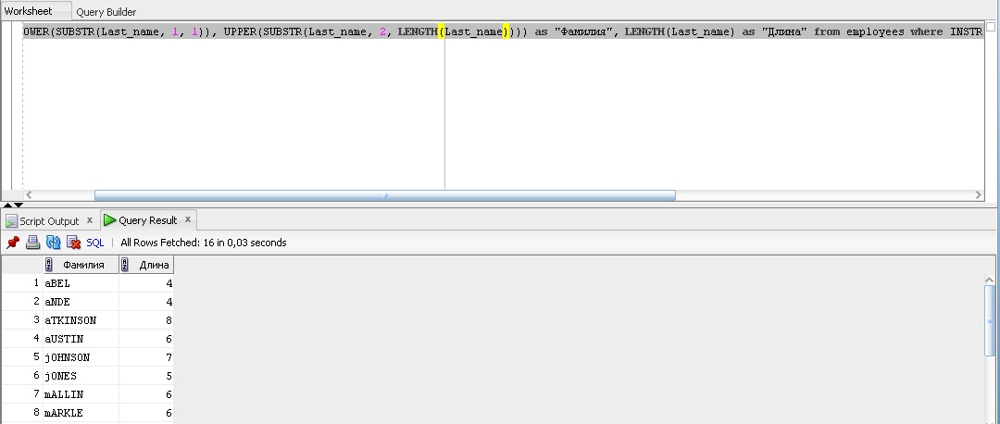 Worksheet Query Builder
OWER(SUBSTR(Last_name, 1, 1)), UPPER(SUBSTR(Last_name, 2, LENGTH(Last_name)))) as "Фамилия", LENGTH(Last_name) as "Длина" from employees where INSTR
Script Output x Query Result x
SQL | All Rows Fetched: 16 in 0,03 seconds
Фамилия Длина
1 aBEL 4
2 aNDE 4
3 aTKINSON 8
4 aUSTIN 6
5 jOHNSON 7
6 jONES 5
7 mALLIN 6
8 mARKLE 6